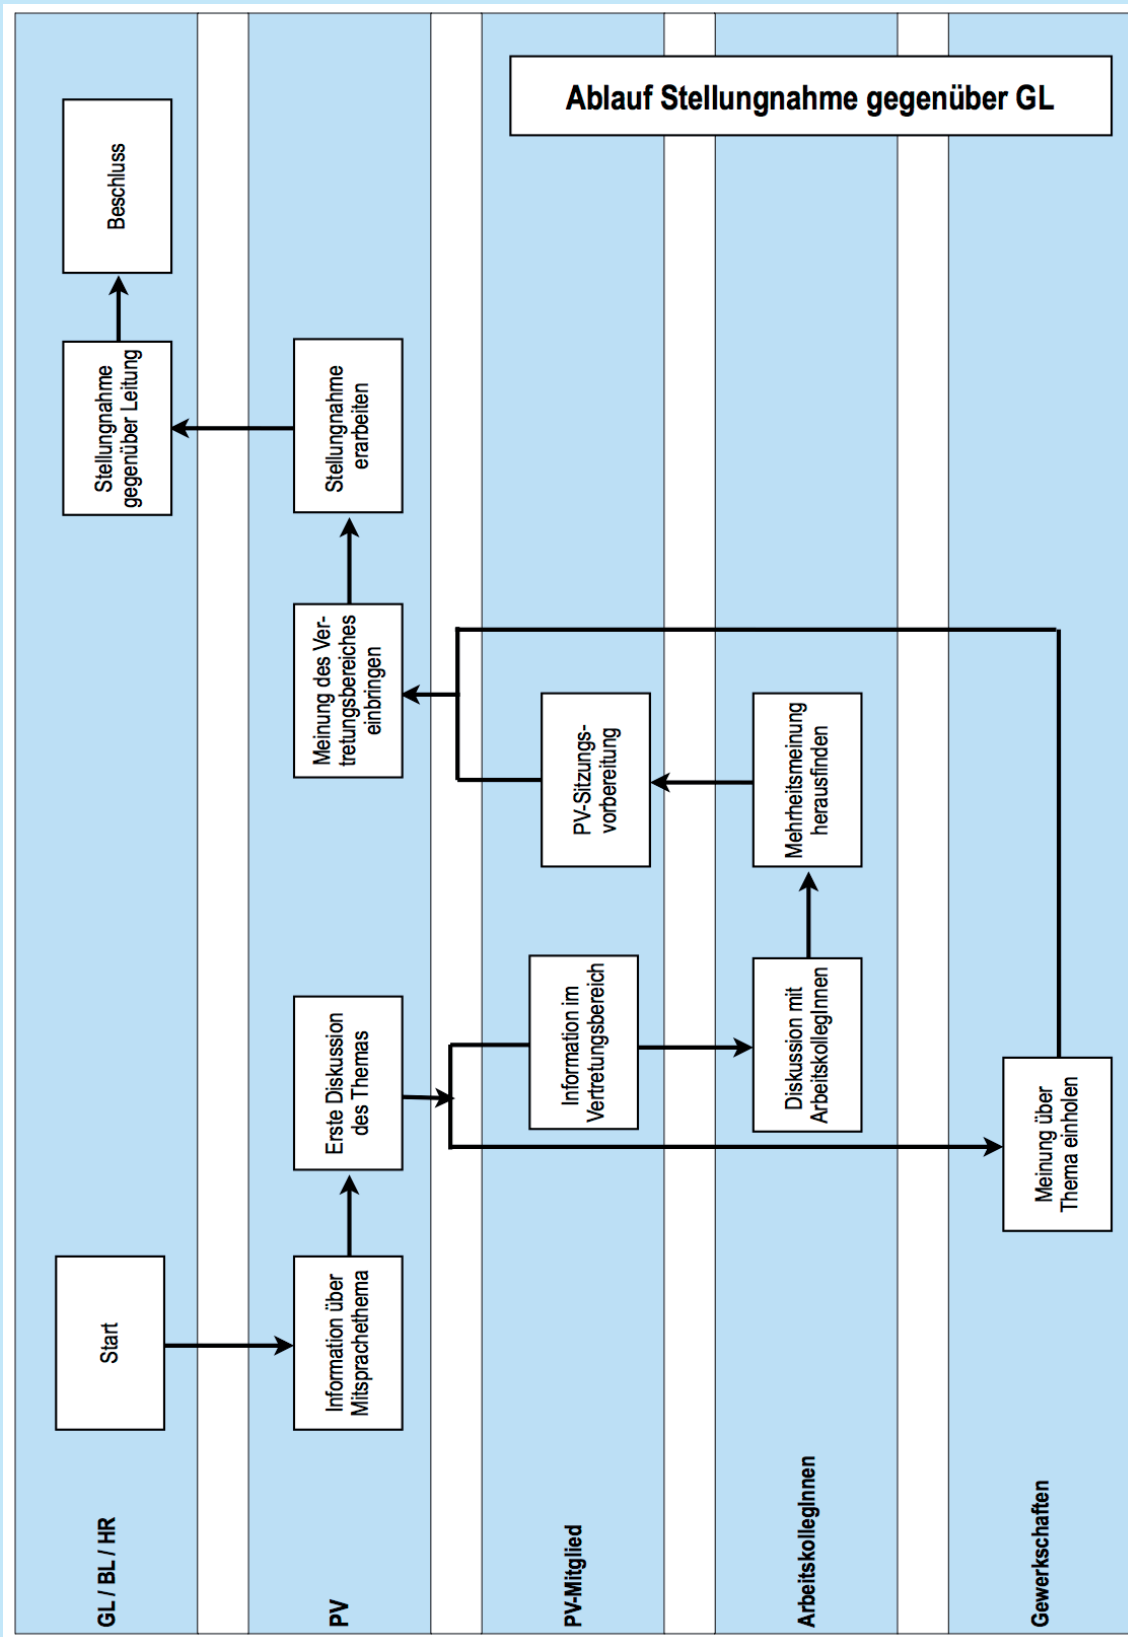 Ablauf Stellungnahme gegenüber GL
GL / BL / HR
Start
Stellungnahme
gegenüber Leitung
Beschluss
PV
Information über
Mitsprachethema
Erste Diskussion
des Themas
Meinung des Ver-
tretungsbereiches
einbringen
Stellungnahme
erarbeiten
PV-Mitglied
Information im
Vertretungsbereich
PV-Sitzungs-
vorbereitung
ArbeitskollegInnen
Diskussion mit
ArbeitskollegInnen
Mehrheitsmeinung
herausfinden
Gewerkschaften
Meinung über
Thema einholen